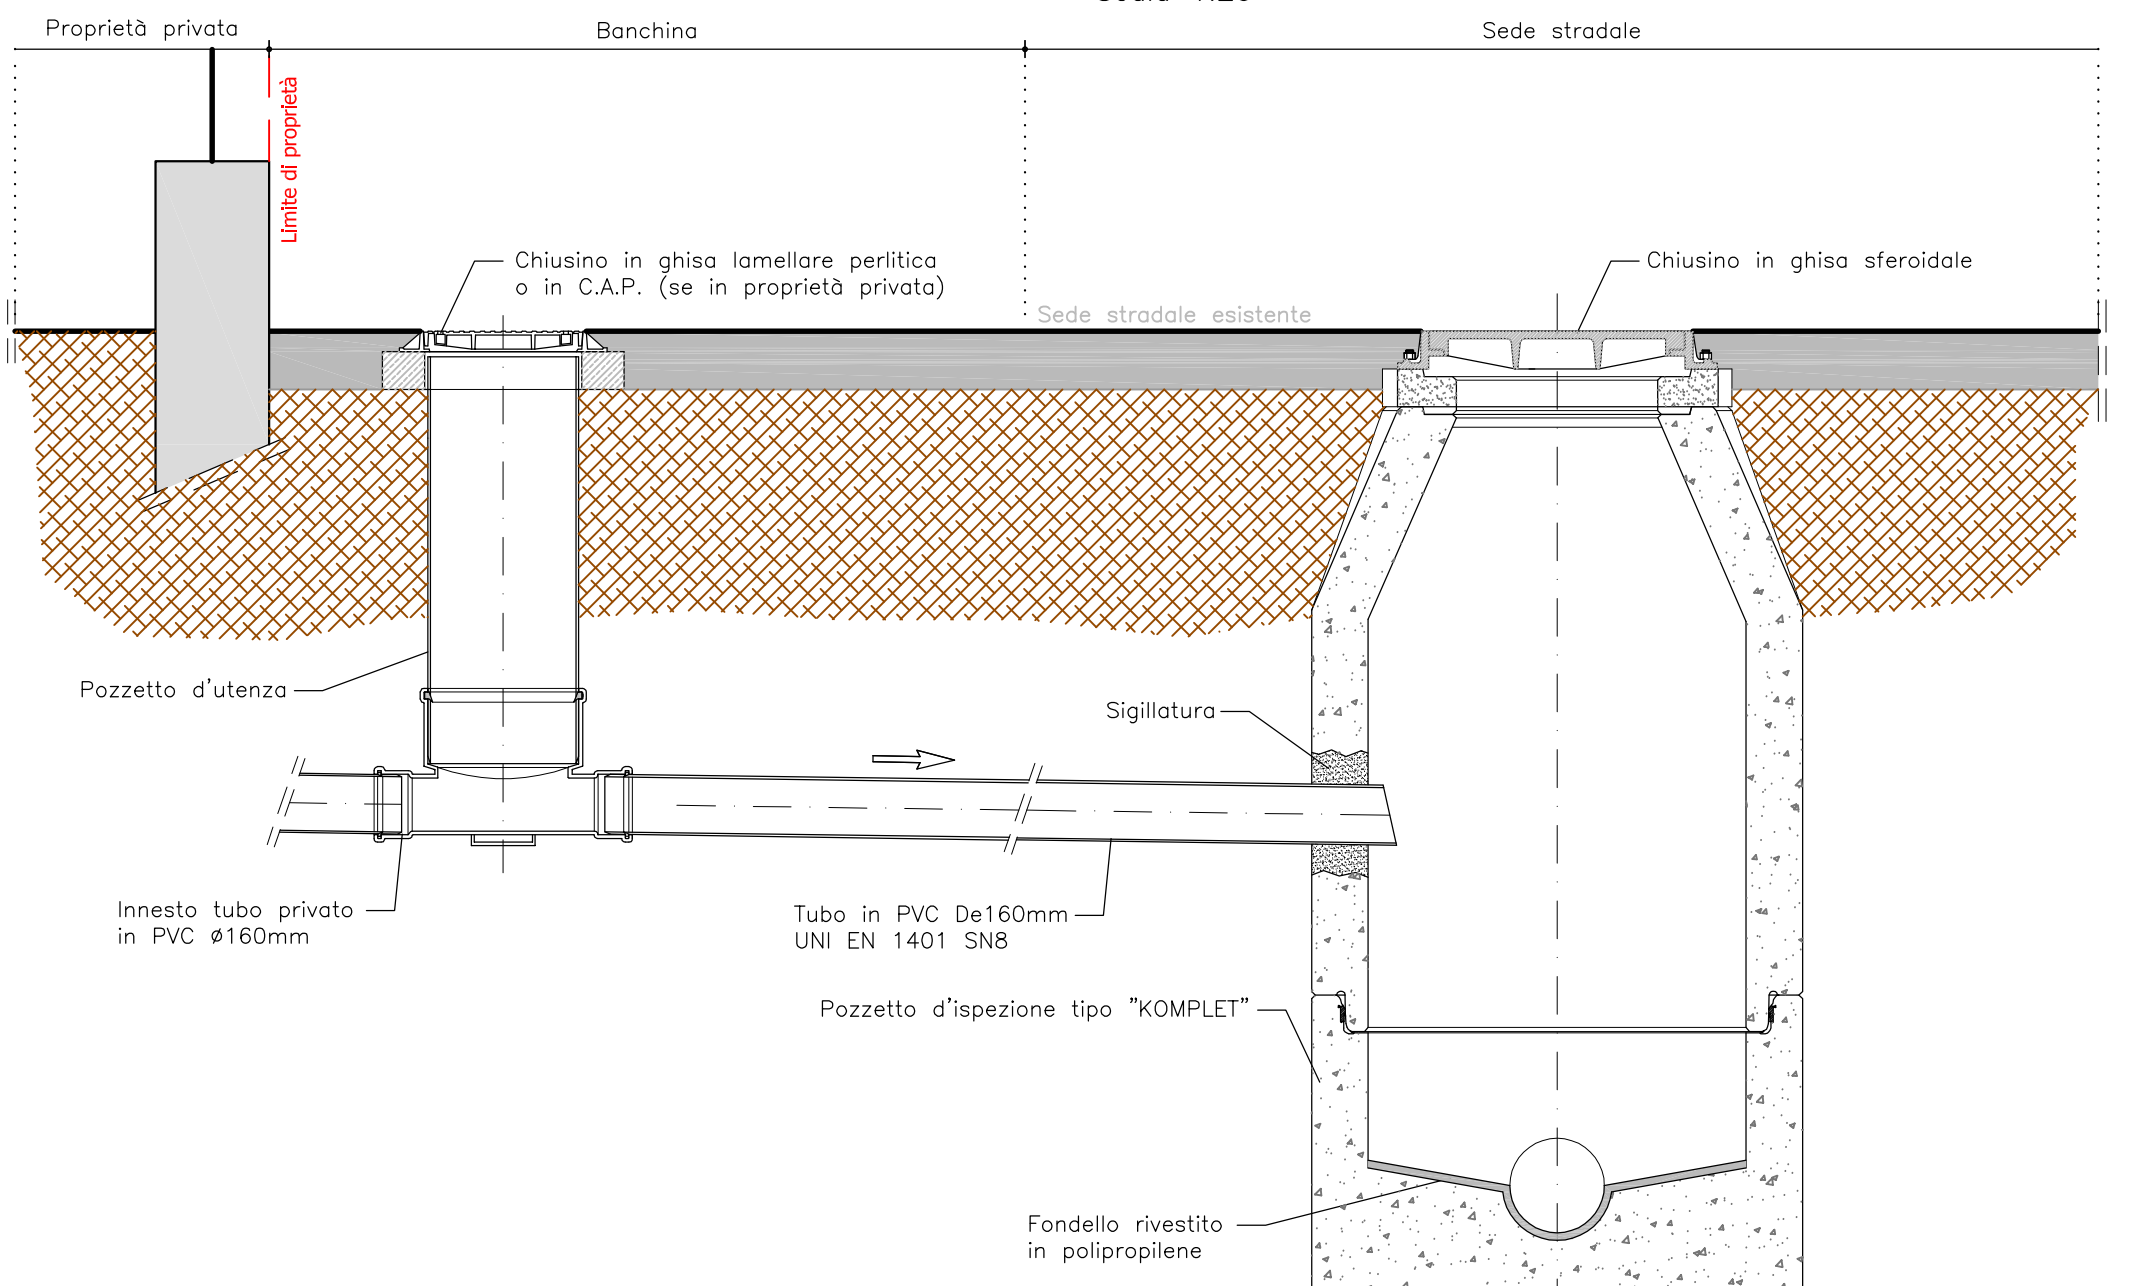 Proprietà privata
Banchina
Sede stradale
Limite di proprietà
Chiusino in ghisa lamellare perlitica
o in C.A.P. (se in proprietà privata)
Chiusino in ghisa sferoidale
Sede stradale esistente
Pozzetto d'utenza
Sigillatura
Innesto tubo privato
in PVC ø160mm
Tubo in PVC De160mm
UNI EN 1401 SN8
Pozzetto d'ispezione tipo "KOMPLET"
Fondello rivestito
in polipropilene